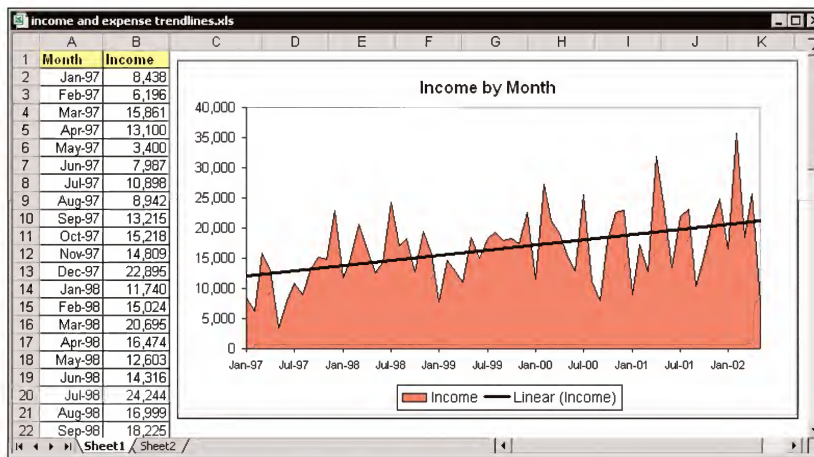 income and expense trendlines.xls
A B C D E F G H I J K
1 Month Income
2 Jan-97 8,438
3 Feb-97 6,196
4 Mar-97 15,861
5 Apr-97 13,100
6 May-97 3,400
7 Jun-97 7,987
8 Jul-97 10,898
9 Aug-97 8,942
10 Sep-97 13,215
11 Oct-97 15,218
12 Nov-97 14,809
13 Dec-97 22,895
14 Jan-98 11,740
15 Feb-98 15,024
16 Mar-98 20,695
17 Apr-98 16,474
18 May-98 12,603
19 Jun-98 14,316
20 Jul-98 24,244
21 Aug-98 16,999
22 Sep-98 18,225
Income by Month
40,000
35,000
30,000
25,000
20,000
15,000
10,000
5,000
0
Jan-97 Jul-97 Jan-98 Jul-98 Jan-99 Jul-99 Jan-00 Jul-00 Jan-01 Jul-01 Jan-02
Income Linear (Income)
Sheet1 Sheet2